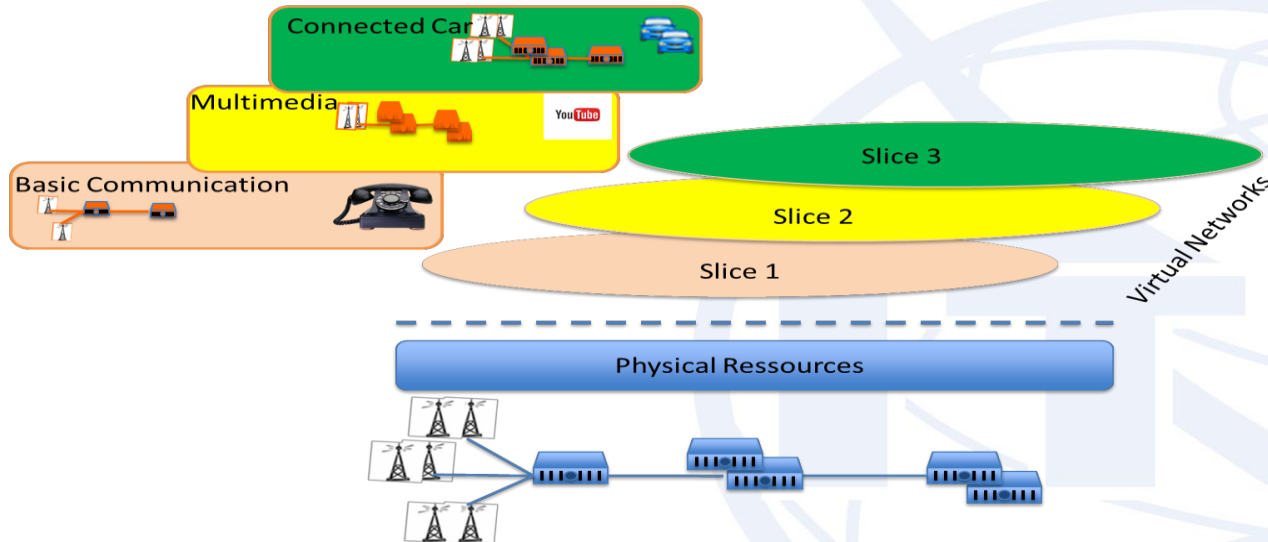 Connected Car
Multimedia
YouTube
Basic Communication
Slice 3
Slice 2
Slice 1
Virtual Networks
Physical Ressources